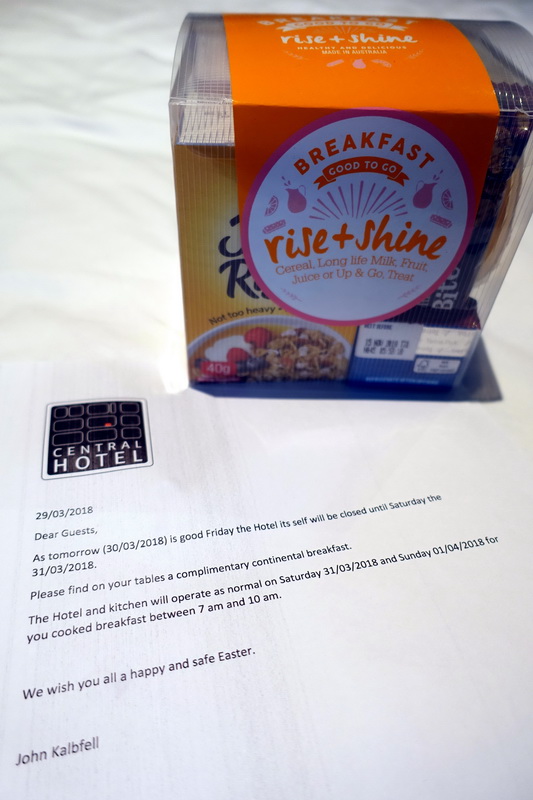 BREAKFAST
GOOD TO GO
rise+shine
HEALTHY AND DELICIOUS
MADE IN AUSTRALIA
BREAKFAST
GOOD TO GO
rise+shine
Cereal, Long life Milk, Fruit,
Juice or Up & Go, Treat
Not too heavy
40g
Bite
CENTRAL
HOTEL
29/03/2018
Dear Guests,
As tomorrow (30/03/2018) is good Friday the Hotel its self will be closed until Saturday the
31/03/2018.
Please find on your tables a complimentary continental breakfast.
The Hotel and kitchen will operate as normal on Saturday 31/03/2018 and Sunday 01/04/2018 for
you cooked breakfast between 7 am and 10 am.
We wish you all a happy and safe Easter.
John Kalbfell